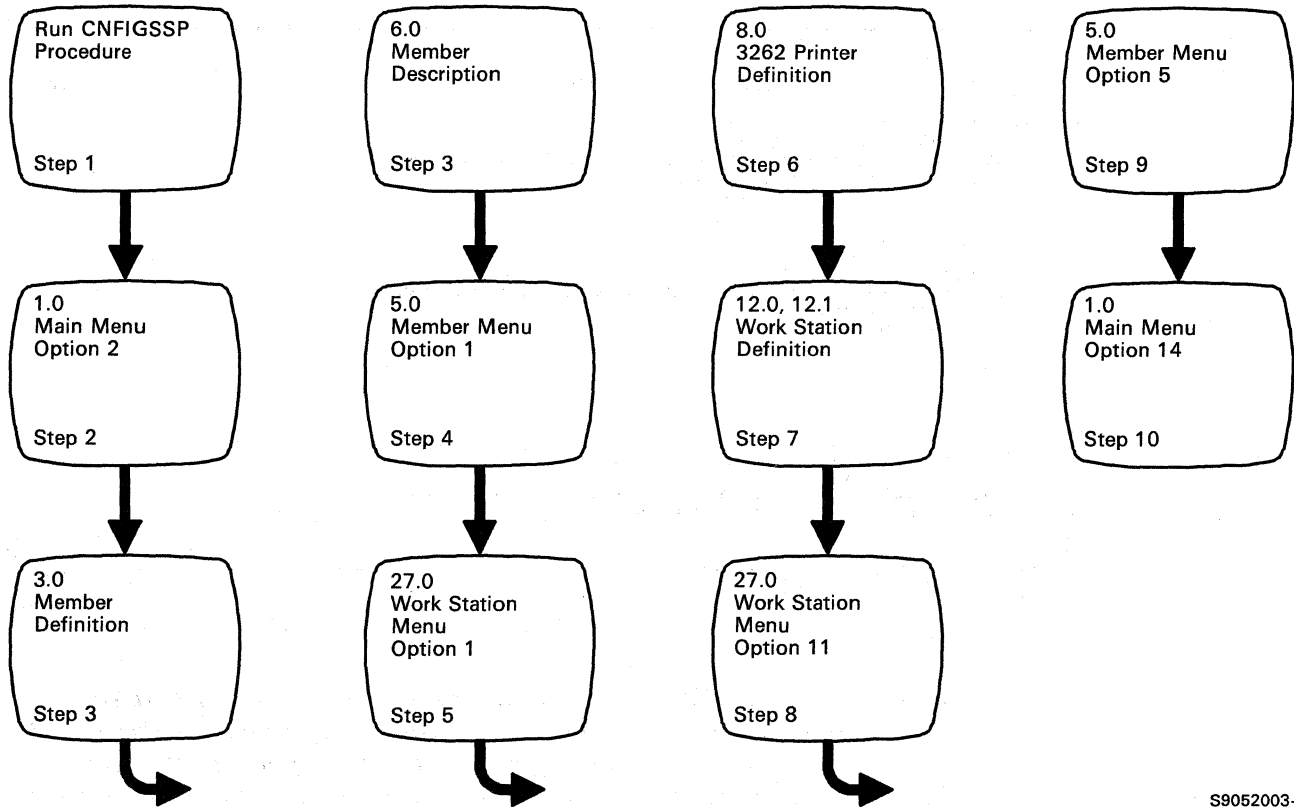 Run CNFIGSSP
Procedure
Step 1
1.0
Main Menu
Option 2
Step 2
3.0
Member
Definition
Step 3
6.0
Member
Description
Step 3
5.0
Member Menu
Option 1
Step 4
27.0
Work Station
Menu
Option 1
Step 5
8.0
3262 Printer
Definition
Step 6
12.0, 12.1
Work Station
Definition
Step 7
27.0
Work Station
Menu
Option 11
Step 8
5.0
Member Menu
Option 5
Step 9
1.0
Main Menu
Option 14
Step 10
S9052003-